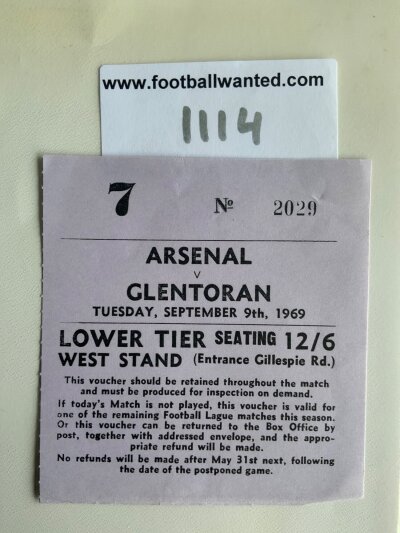 www.footballwanted.com
1114
7 № 2029
ARSENAL
v
GLENTORAN
TUESDAY, SEPTEMBER 9th, 1969
LOWER TIER SEATING 12/6
WEST STAND (Entrance Gillespie Rd.)
This voucher should be retained throughout the match
and must be produced for inspection on demand.
If today's Match is not played, this voucher is valid for
one of the remaining Football League matches this season.
Or this voucher can be returned to the Box Office by
post, together with addressed envelope, and the appro-
priate refund will be made.
No refunds will be made after May 31st next, following
the date of the postponed game.